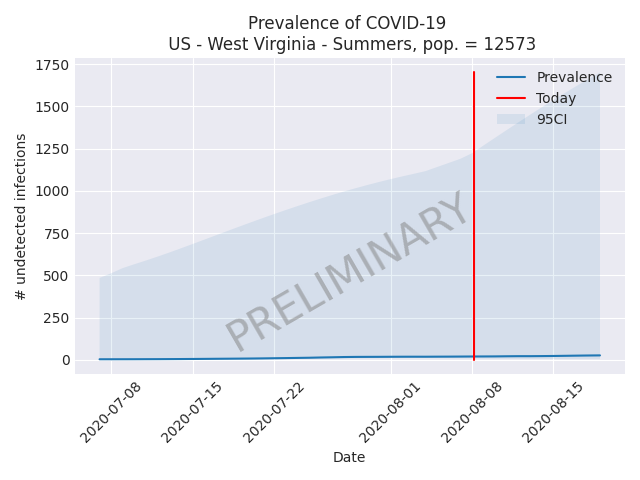 Prevalence of COVID-19
US - West Virginia - Summers, pop. = 12573
1750
1500
1250
1000
750
500
250
0
# undetected infections
Prevalence
Today
95CI
PRELIMINARY
2020-07-08
2020-07-15
2020-07-22
2020-08-01
2020-08-08
2020-08-15
Date